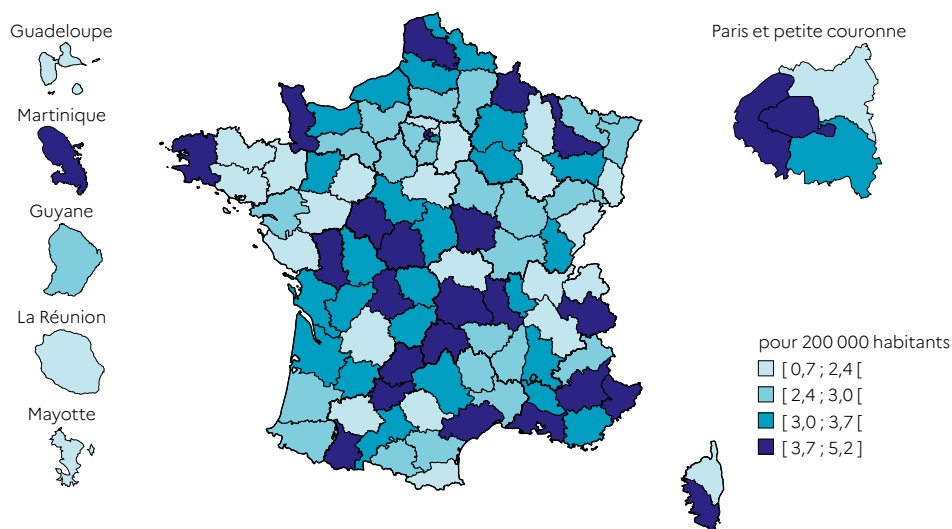 Guadeloupe
Martinique
Guyane
La Réunion
Mayotte
Paris et petite couronne
pour 200 000 habitants
[ 0,7 ; 2,4 [
[ 2,4 ; 3,0 [
[ 3,0 ; 3,7 [
[ 3,7 ; 5,2 ]